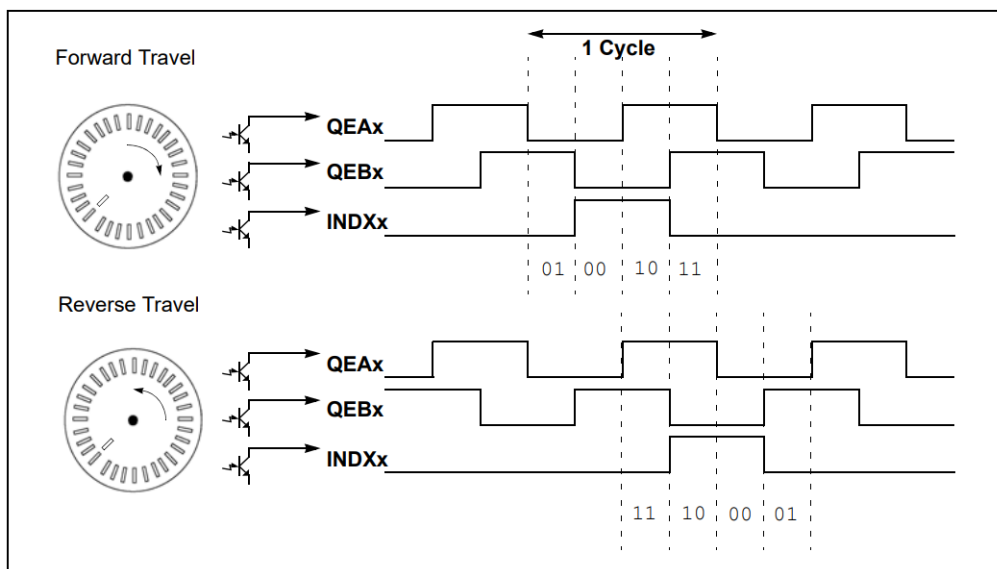 1 Cycle
Forward Travel
QEAx
QEBx
INDXx
01 00 10 11
Reverse Travel
QEAx
QEBx
INDXx
11 10 00 01